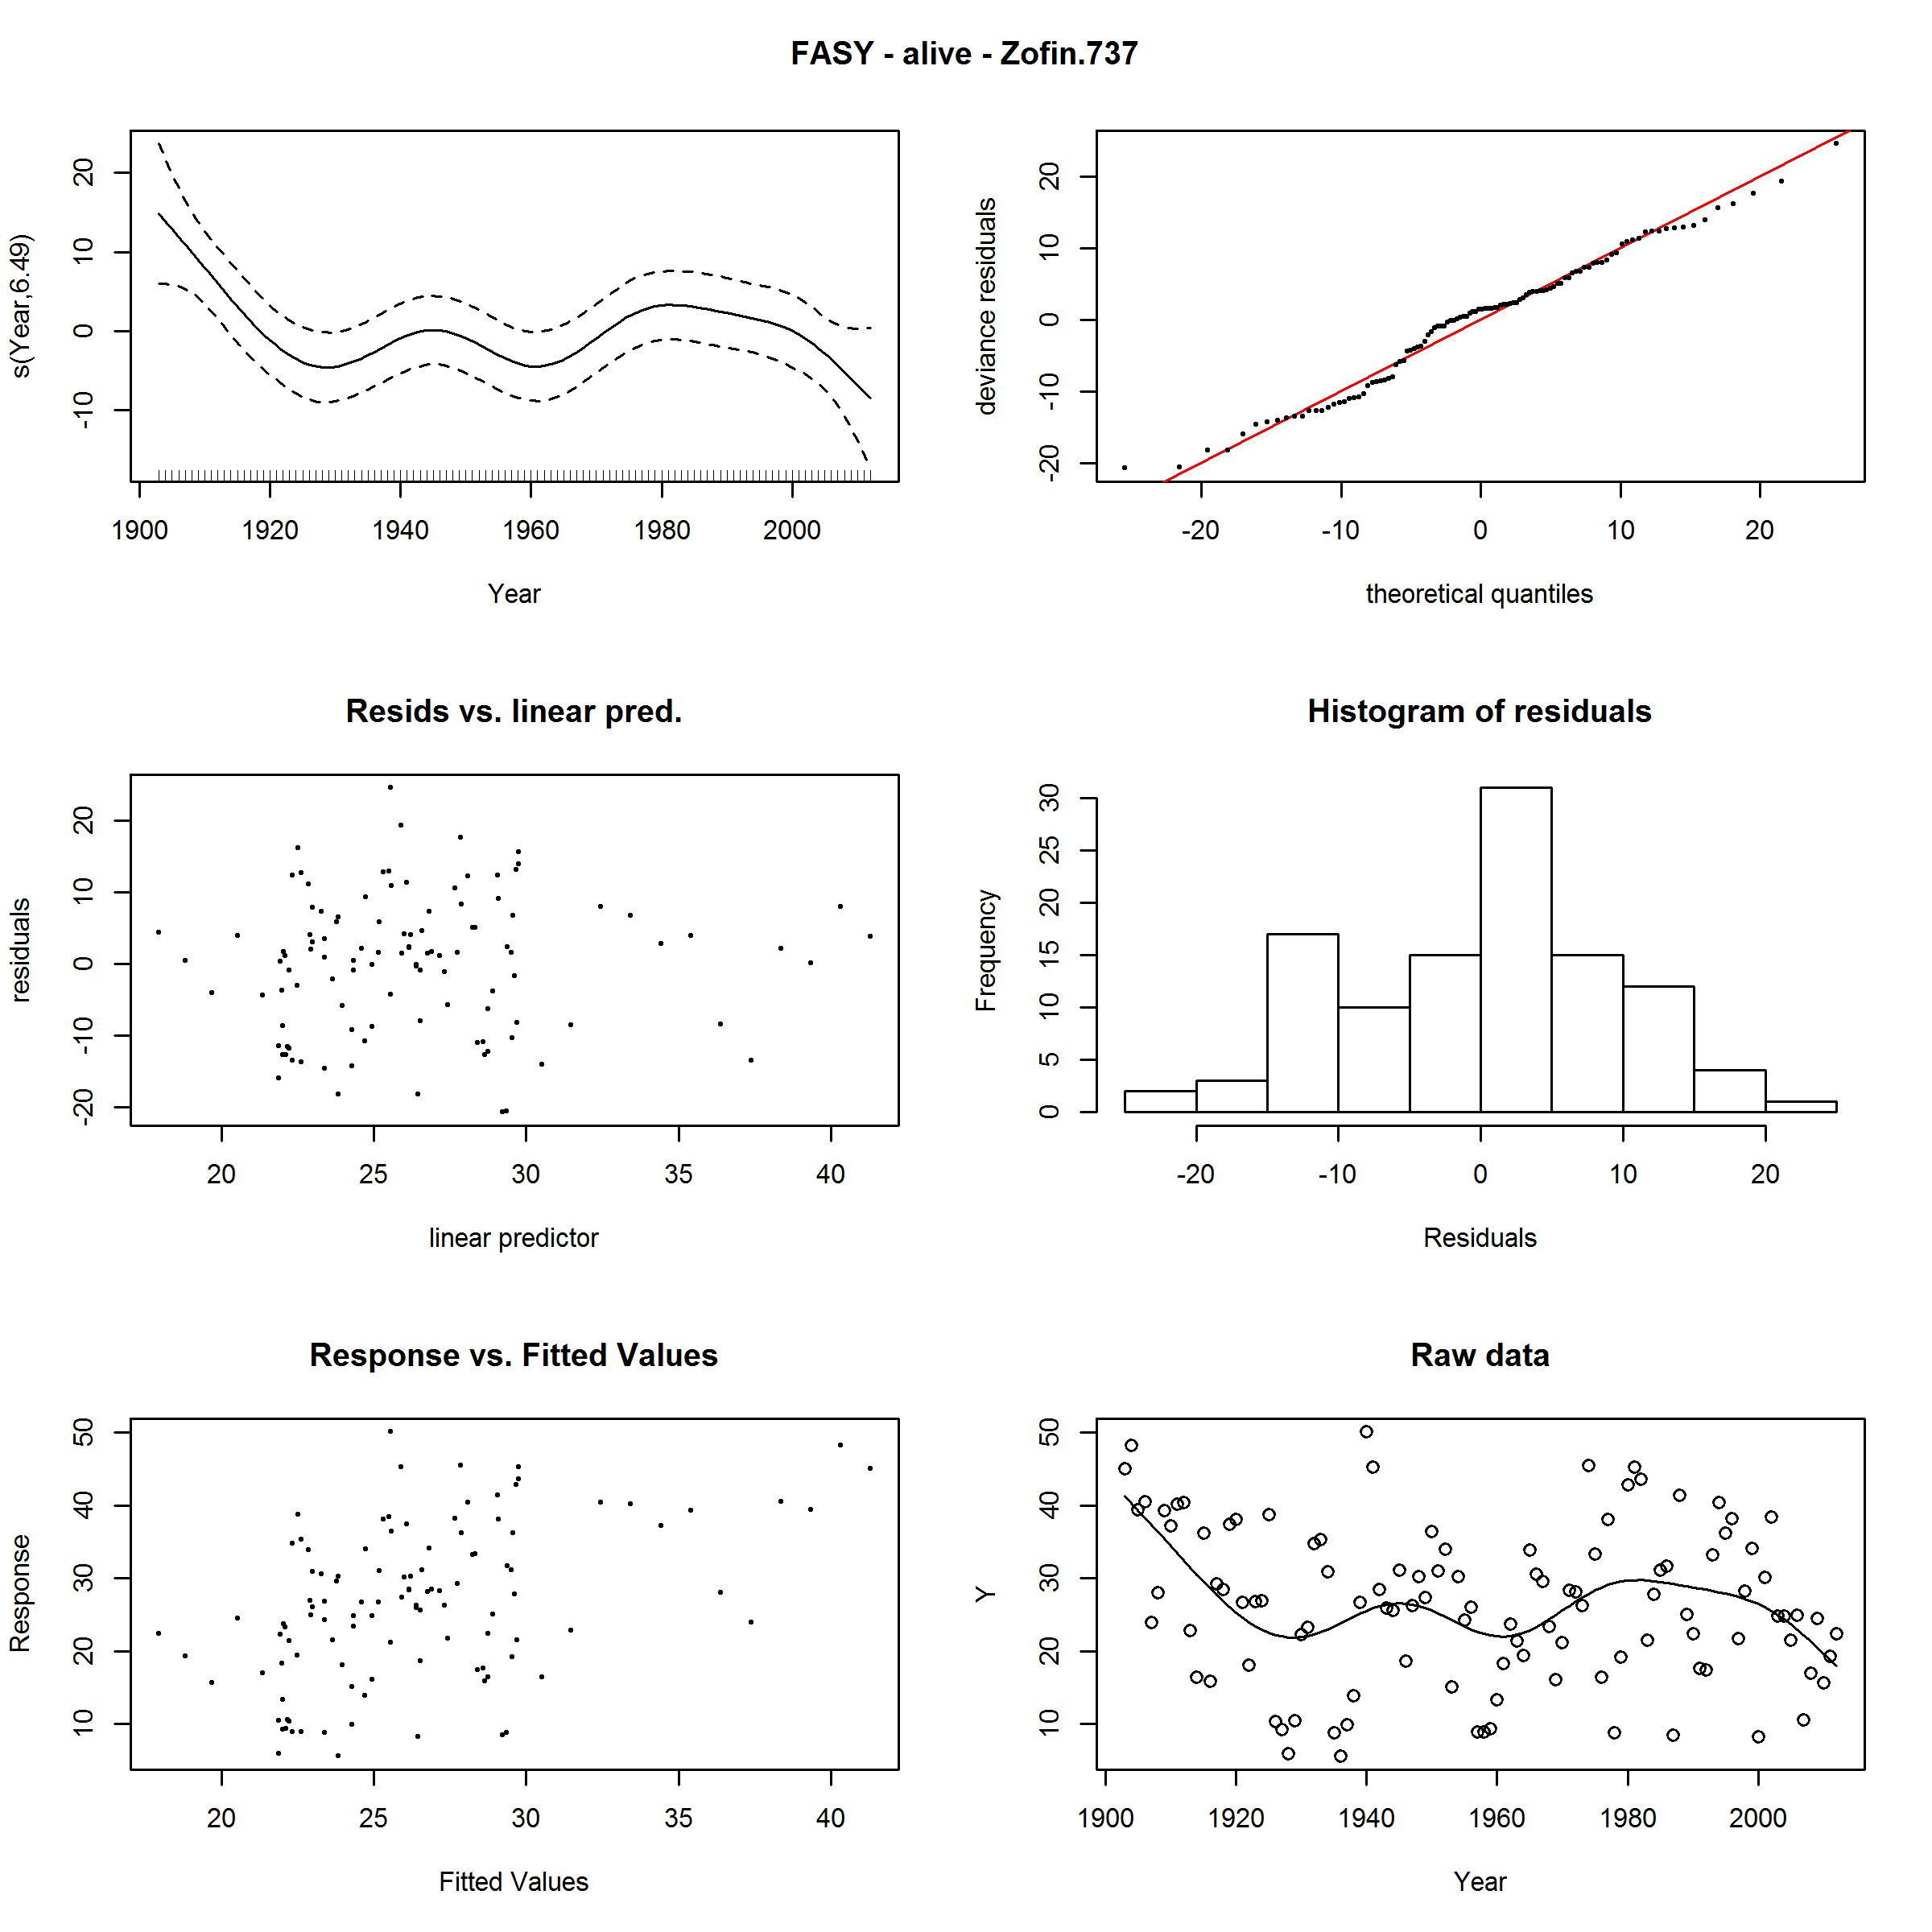 FASY - alive - Zofin.737
s(Year,6.49)
20
10
0
-10
1900 1920 1940 1960 1980 2000
Year
deviance residuals
20
10
0
-10
-20
-20 -10 0 10 20
theoretical quantiles
Resids vs. linear pred.
residuals
20
10
0
-10
-20
20 25 30 35 40
linear predictor
Histogram of residuals
Frequency
30
25
20
15
10
5
0
-20 -10 0 10 20
Residuals
Response vs. Fitted Values
Response
50
40
30
20
10
20 25 30 35 40
Fitted Values
Raw data
Y
50
40
30
20
10
1900 1920 1940 1960 1980 2000
Year